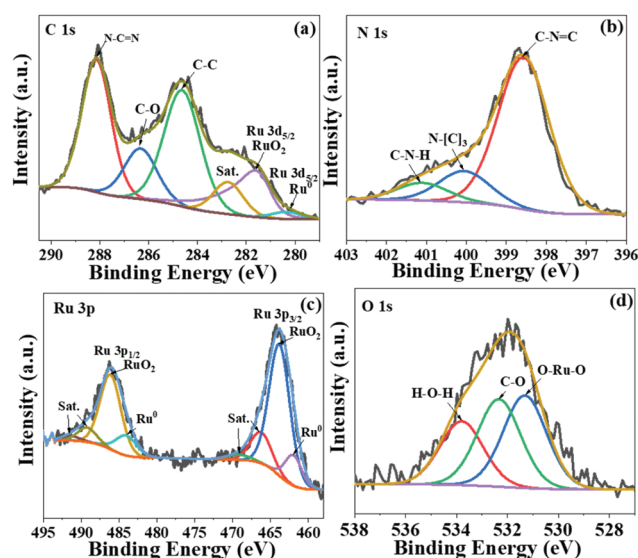 C 1s
(a)
N-C=N
C-O
C-C
Ru 3d5/2
RuO2
Sat.
Ru 3d5/2
Ru0
Intensity (a.u.)
290 288 286 284 282 280
Binding Energy (eV)
N 1s
(b)
C-N=C
N-[C]3
C-N-H
Intensity (a.u.)
403 402 401 400 399 398 397 396
Binding Energy (eV)
Ru 3p
(c)
Ru 3p3/2
RuO2
Ru 3p1/2
RuO2
Sat.
Ru0
Sat.
Ru0
Intensity (a.u.)
495 490 485 480 475 470 465 460
Binding Energy (eV)
O 1s
(d)
O-Ru-O
C-O
H-O-H
Intensity (a.u.)
538 536 534 532 530 528
Binding Energy (eV)